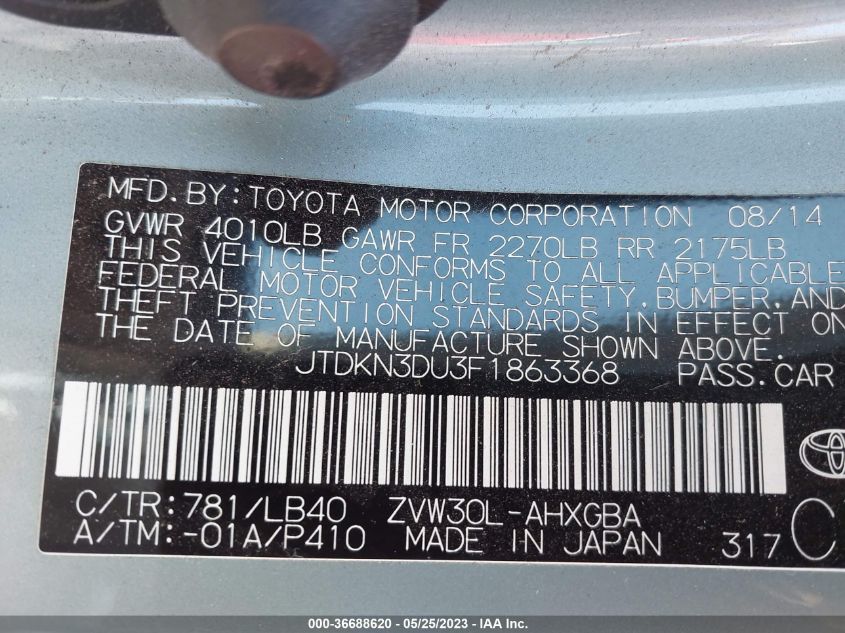 MFD.BY:TOYOTA MOTOR CORPORATION 08/14
GVWR 4010LB GAWR FR 2270LB RR 2175LB
THIS VEHICLE CONFORMS TO ALL APPLICABLE
FEDERAL MOTOR VEHICLE SAFETY,BUMPER,AND
THEFT PREVENTION STANDARDS IN EFFECT ON
THE DATE OF MANUFACTURE SHOWN ABOVE.
JTDKN3DU3F1863368 PASS.CAR
C/TR:781/LB40 ZVW30L-AHXGBA
A/TM:-01A/P410 MADE IN JAPAN 317 C
000-36688620 - 05/25/2023 - IAA Inc.